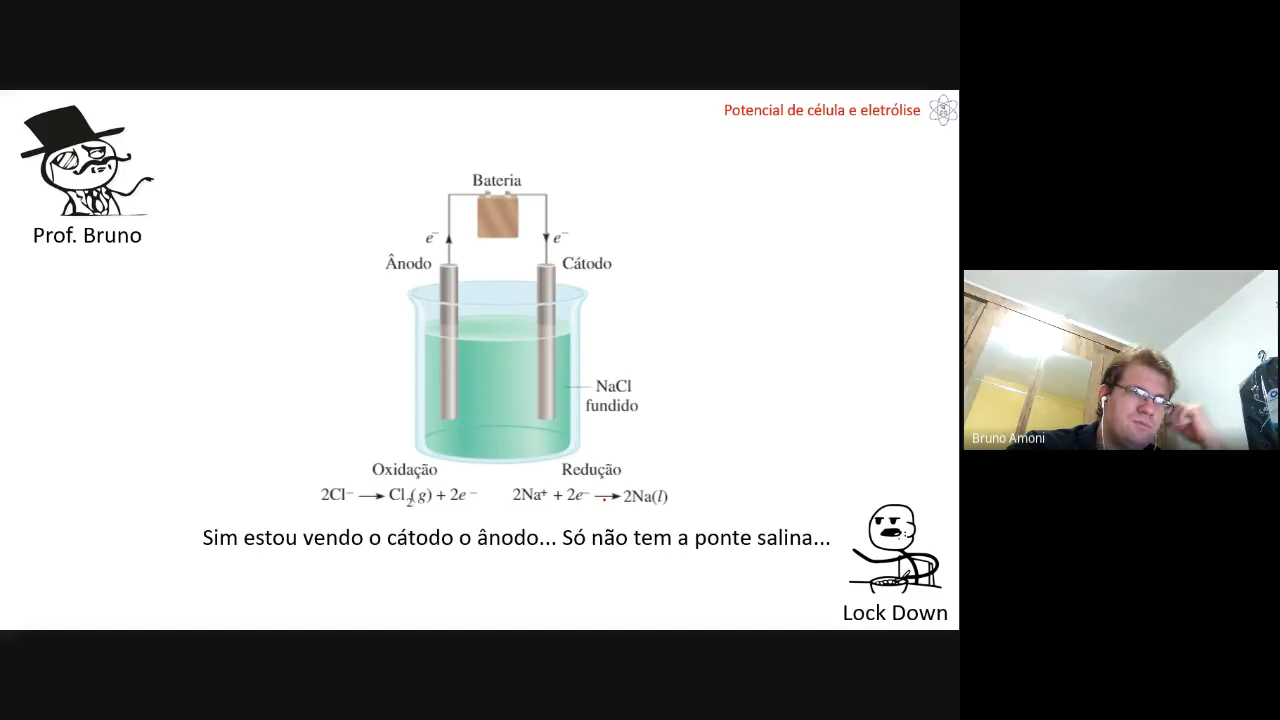 Potencial de célula e eletrólise
Prof. Bruno
Bateria
e⁻
e⁻
Ânodo
Cátodo
NaCl
fundido
Oxidação
Redução
2Cl⁻ → Cl₂(g) + 2e⁻
2Na⁺ + 2e⁻ → 2Na(l)
Sim estou vendo o cátodo o ânodo... Só não tem a ponte salina...
Lock Down
Bruno Amoni